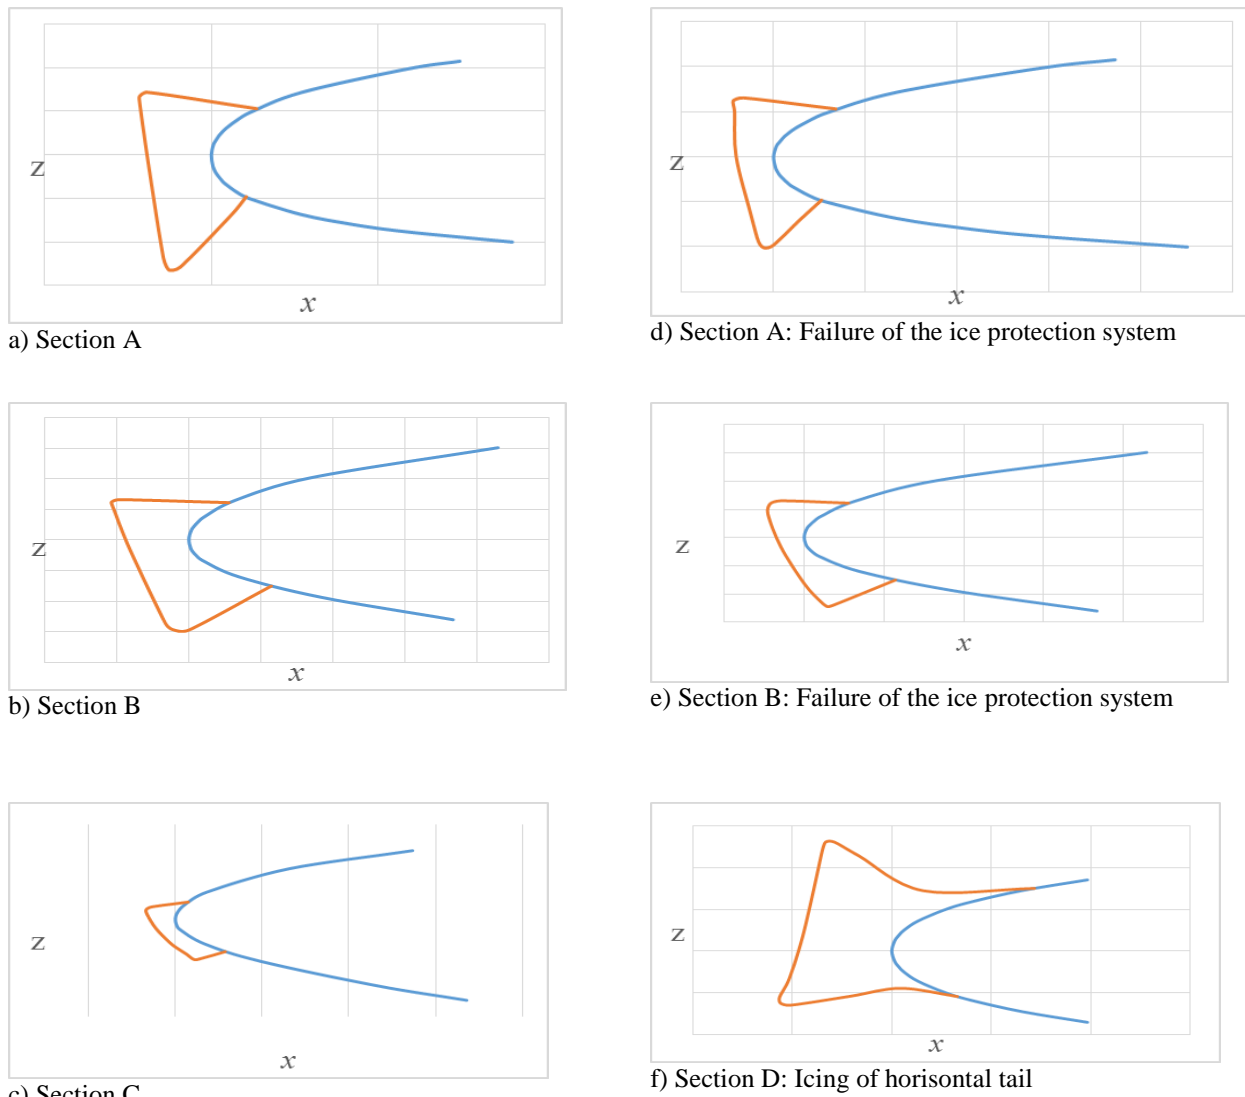 z
x
a) Section A
z
x
d) Section A: Failure of the ice protection system
z
x
b) Section B
z
x
e) Section B: Failure of the ice protection system
z
x
c) Section C
z
x
f) Section D: Icing of horisontal tail